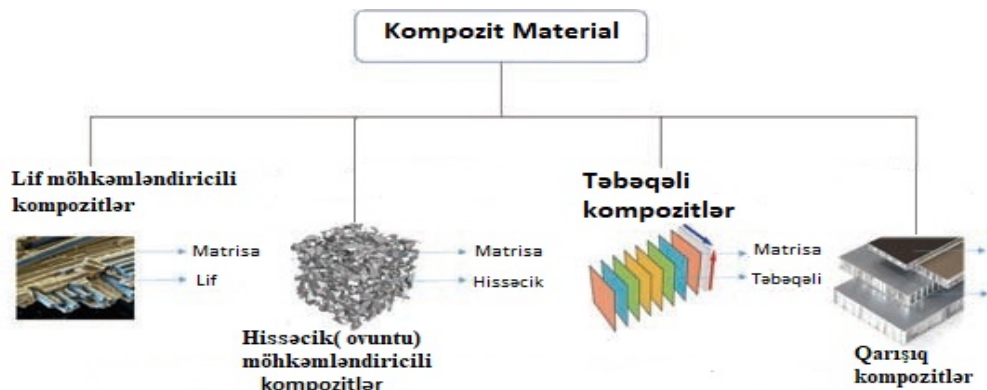 Kompozit Material
Lif möhkəmləndiricili
kompozitlər
Matrisa
Lif
Matrisa
Hissəcik
Hissəcik( ovuntu)
möhkəmləndiricili
kompozitlər
Təbəqəli
kompozitlər
Matrisa
Təbəqəli
Qarışıq
kompozitlər